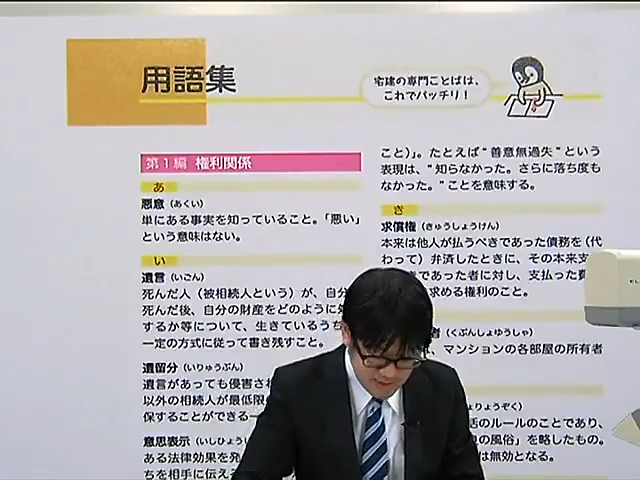 用語集
宅建の専門ことばは、
これでバッチリ！
第1編 権利関係
あ
悪意（あくい）
単にある事実を知っていること。「悪い」
という意味はない。
い
遺言（いごん）
死んだ人（被相続人という）が、自分
死んだ後、自分の財産をどのように
するか等について、生きているうち
一定の方式に従って書き残すこと。
遺留分（いりゅうぶん）
遺言があっても侵害さ
以外の相続人が最低限
保することができる
意思表示（いしひょうじ
ある法律効果を発
ちを相手に伝え
こと）」。たとえば“善意無過失”という
表現は、“知らなかった。さらに落ち度も
なかった。”ことを意味する。
き
求償権（きゅうしょうけん）
本来は他人が払うべきであった債務を（代
わって）弁済したときに、その本来支
きであった者に対し、支払った費
求める権利のこと。
者（くぶんしょゆうしゃ）
、マンションの各部屋の所有者
ょりょうぞく）
活のルールのことであり、
良の風俗」を略したもの。
は無効となる。